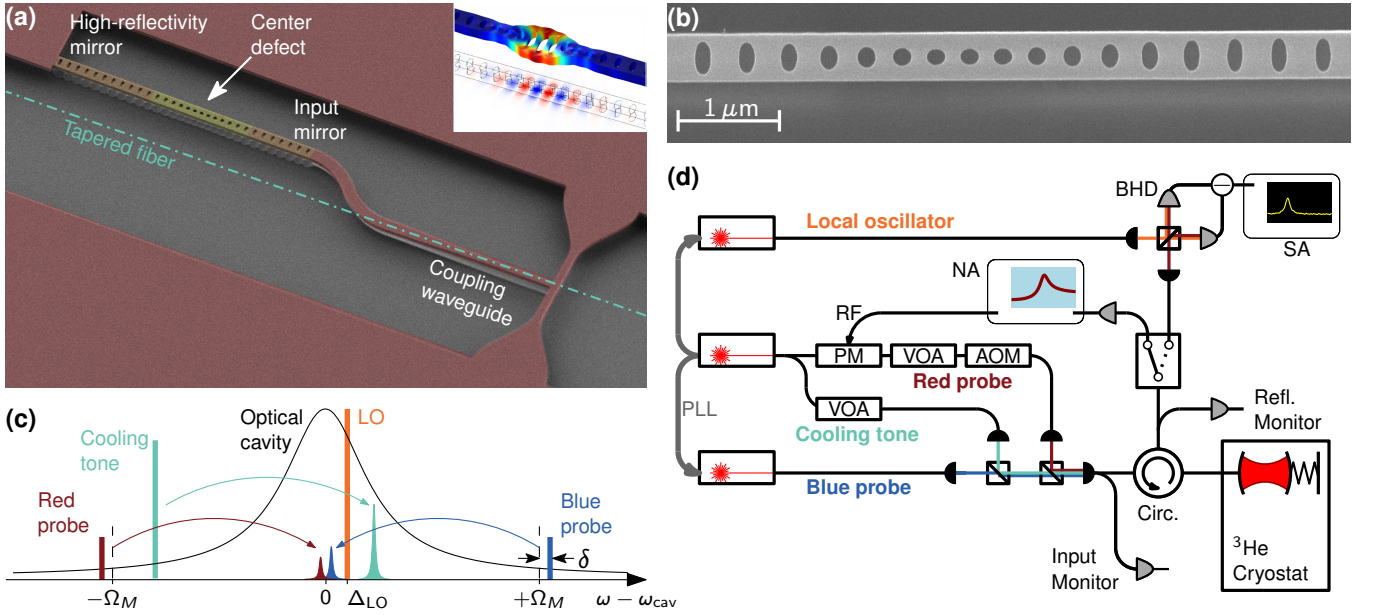 (a)
High-reflectivity
mirror
Center
defect
Input
mirror
Tapered fiber
Coupling
waveguide
(b)
1 μm
(c)
Optical
cavity
LO
Cooling
tone
Red
probe
Blue
probe
δ
−Ω_M
0
Δ_LO
+Ω_M
ω − ω_cav
(d)
BHD
Local oscillator
SA
NA
RF
PM
VOA
AOM
Red probe
PLL
VOA
Cooling tone
Refl.
Monitor
Blue probe
Circ.
Input
Monitor
³He
Cryostat